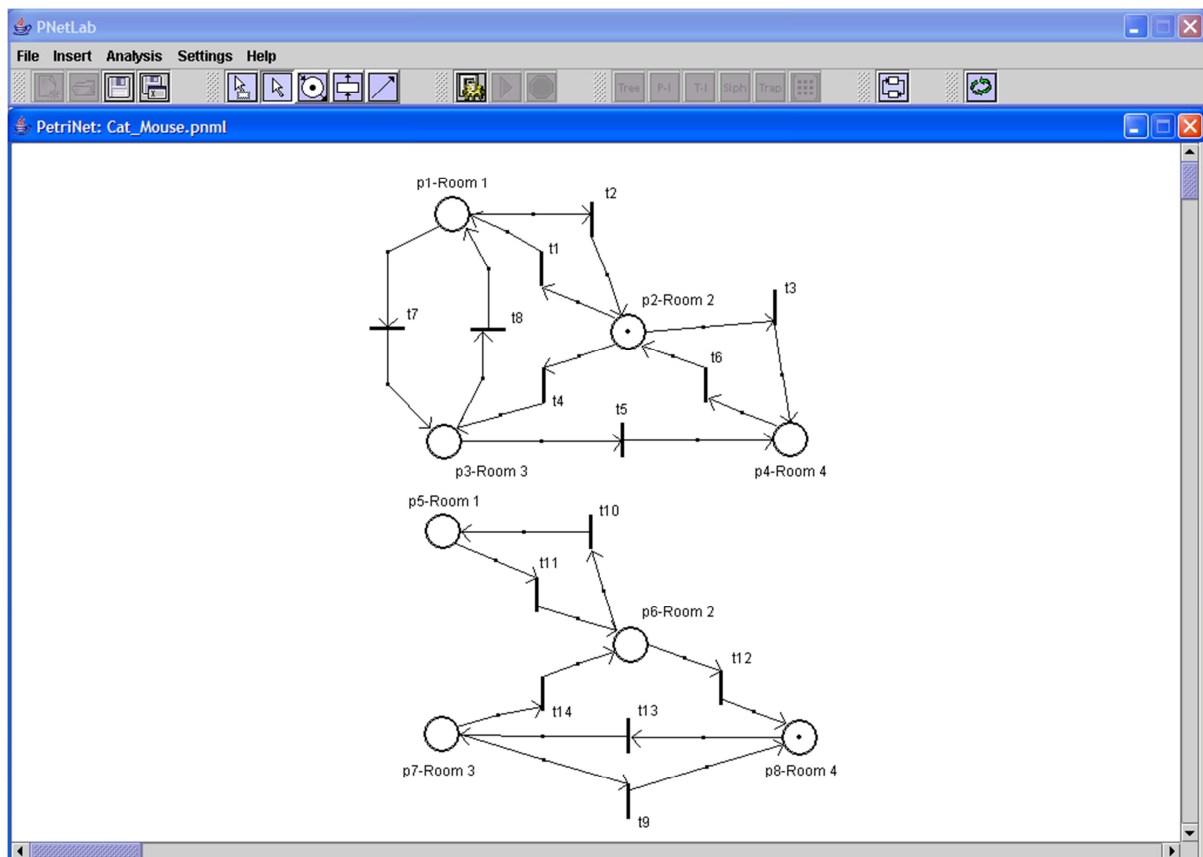 PNetLab
File Insert Analysis Settings Help
Tree P-I T-I Siph Trap
PetriNet: Cat_Mouse.pnml
p1-Room 1
t2
t1
p2-Room 2
t3
t7
t8
t6
t4
t5
p3-Room 3
p4-Room 4
p5-Room 1
t10
t11
p6-Room 2
t12
t14
t13
p7-Room 3
p8-Room 4
t9